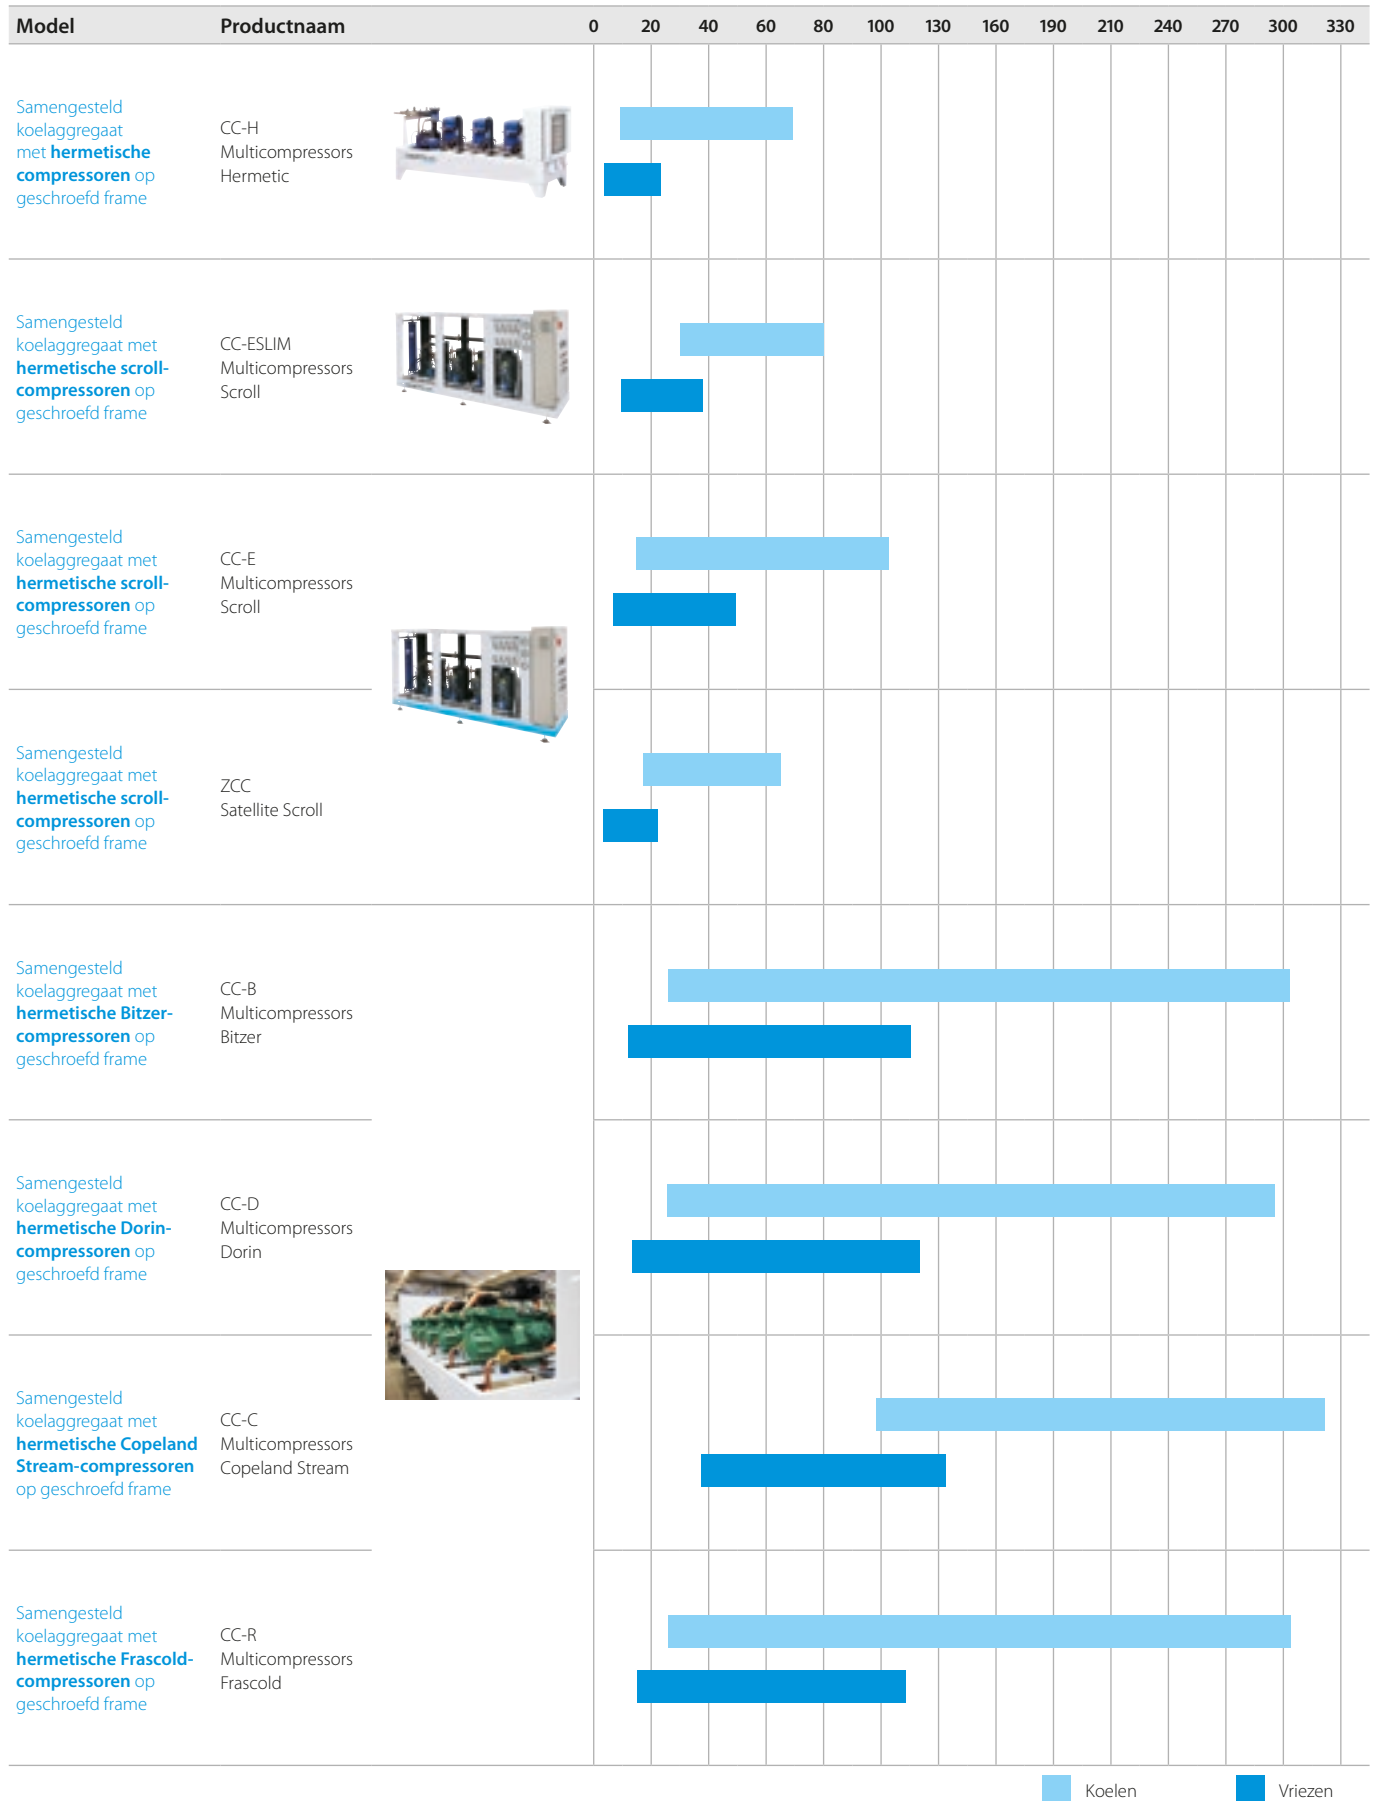 Model Productnaam 0 20 40 60 80 100 130 160 190 210 240 270 300 330
Samengesteld
koelaggregaat
met hermetische
compressoren op
geschroefd frame
CC-H
Multicompressors
Hermetic
Samengesteld
koelaggregaat met
hermetische scroll-
compressoren op
geschroefd frame
CC-ESLIM
Multicompressors
Scroll
Samengesteld
koelaggregaat met
hermetische scroll-
compressoren op
geschroefd frame
CC-E
Multicompressors
Scroll
Samengesteld
koelaggregaat met
hermetische scroll-
compressoren op
geschroefd frame
ZCC
Satellite Scroll
Samengesteld
koelaggregaat met
hermetische Bitzer-
compressoren op
geschroefd frame
CC-B
Multicompressors
Bitzer
Samengesteld
koelaggregaat met
hermetische Dorin-
compressoren op
geschroefd frame
CC-D
Multicompressors
Dorin
Samengesteld
koelaggregaat met
hermetische Copeland
Stream-compressoren
op geschroefd frame
CC-C
Multicompressors
Copeland Stream
Samengesteld
koelaggregaat met
hermetische Frascold-
compressoren op
geschroefd frame
CC-R
Multicompressors
Frascold
Koelen Vriezen